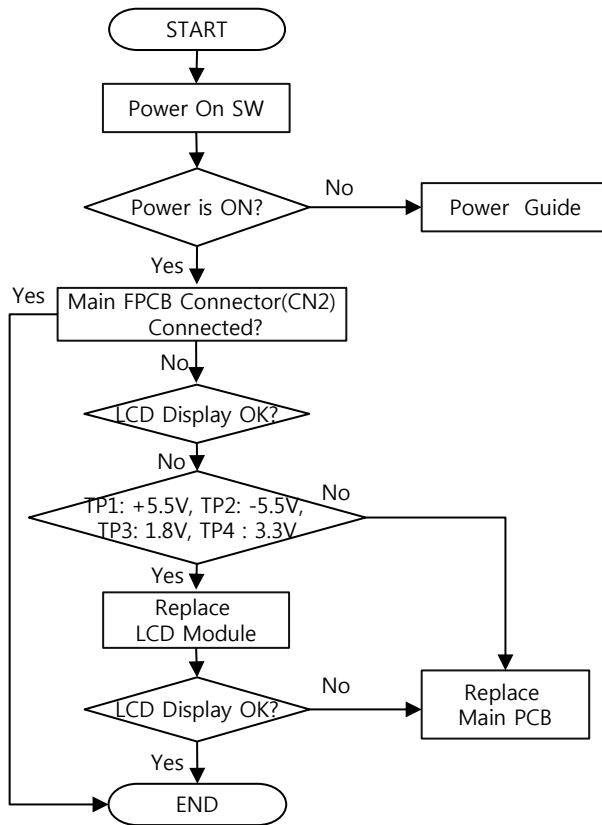 START
Power On SW
Power is ON?
No
Power Guide
Yes
Yes
Main FPCB Connector(CN2)
Connected?
No
LCD Display OK?
No
TP1: +5.5V, TP2: -5.5V,
TP3: 1.8V, TP4 : 3.3V
No
Yes
Replace
LCD Module
LCD Display OK?
No
Replace
Main PCB
Yes
END